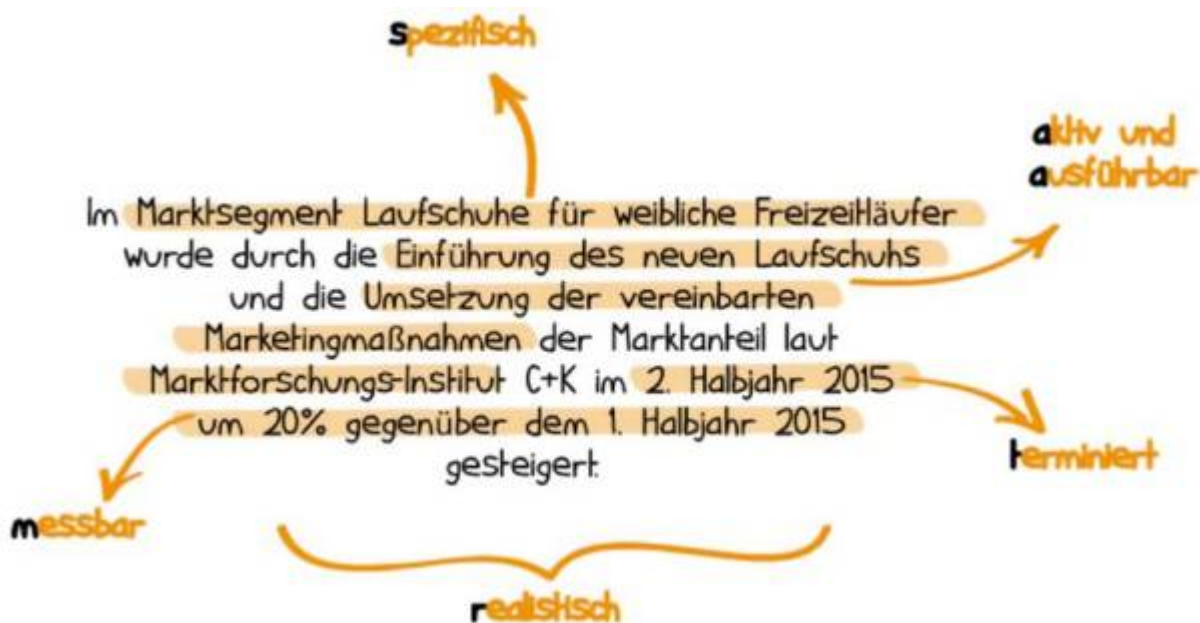 spezifisch
aktiv und
ausführbar
Im Marktsegment Laufschuhe für weibliche Freizeitläufer
wurde durch die Einführung des neuen Laufschuhs
und die Umsetzung der vereinbarten
Marketingmaßnahmen der Marktanteil laut
Marktforschungs-Institut C+K im 2. Halbjahr 2015
um 20% gegenüber dem 1. Halbjahr 2015
gesteigert.
terminiert
messbar
realistisch